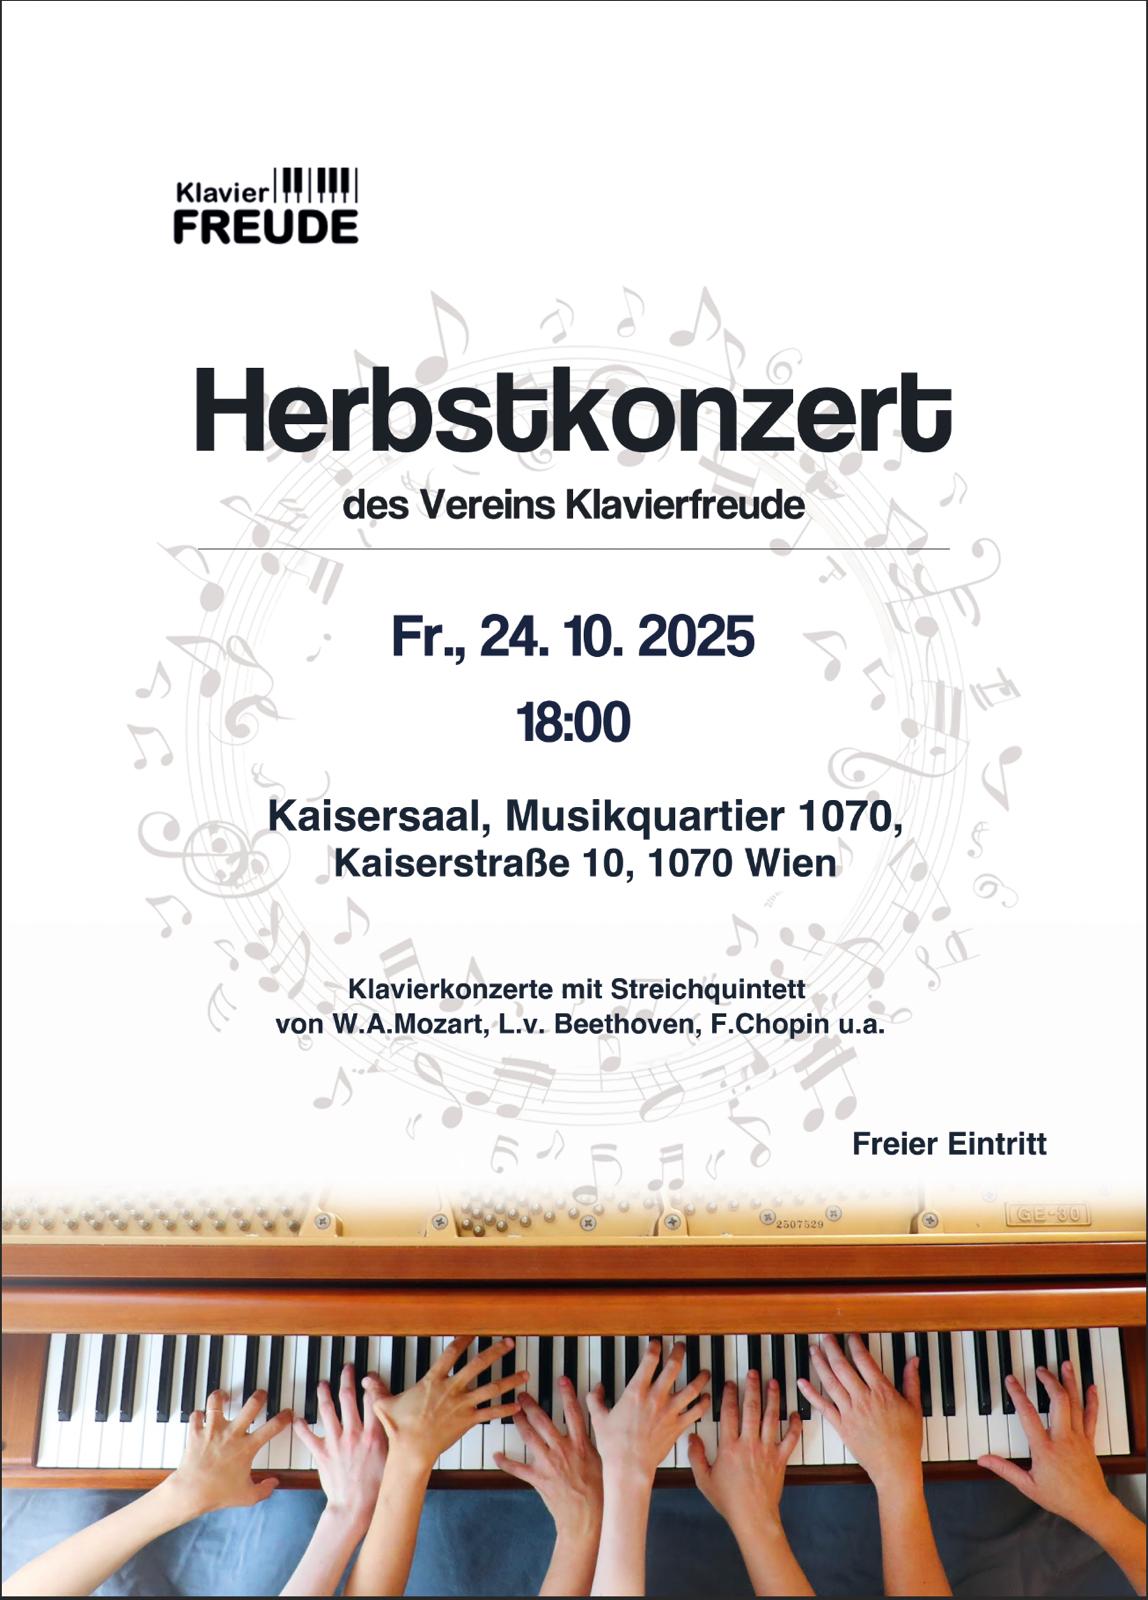 Klavier
FREUDE
Herbstkonzert
des Vereins Klavierfreude
Fr., 24. 10. 2025
18:00
Kaisersaal, Musikquartier 1070,
Kaiserstraße 10, 1070 Wien
Klavierkonzerte mit Streichquintett
von W.A.Mozart, L.v. Beethoven, F.Chopin u.a.
Freier Eintritt
2507529
GE-30